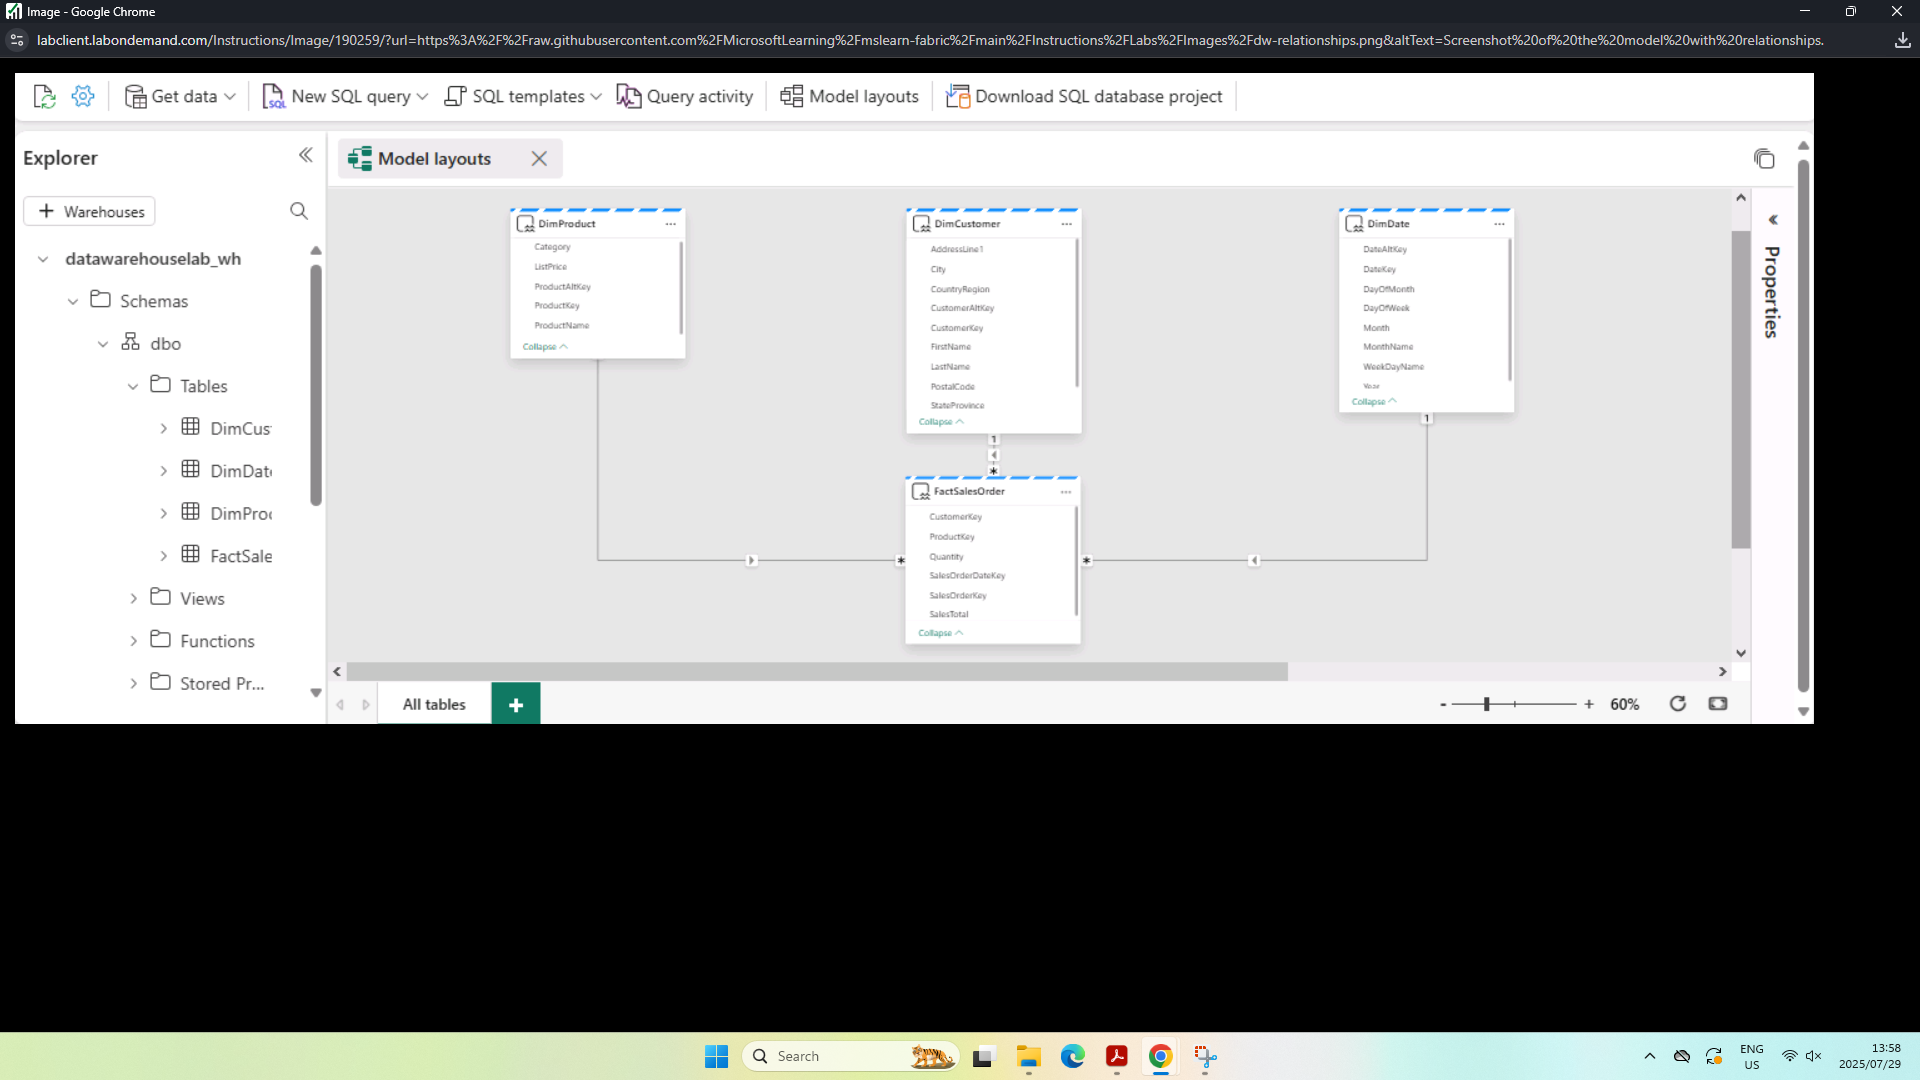 Image - Google Chrome
labclient.labondemand.com/Instructions/Image/190259/?url=https%3A%2F%2Fraw.githubusercontent.com%2FMicrosoftLearning%2Fmslearn-fabric%2Fmain%2FInstructions%2FLabs%2FImages%2Fdw-relationships.png&altText=Screenshot%20of%20the%20model%20with%20relationships.
Get data
New SQL query
SQL templates
Query activity
Model layouts
Download SQL database project
Explorer
Warehouses
datawarehouselab_wh
Schemas
dbo
Tables
DimCus
DimDate
DimProd
FactSale
Views
Functions
Stored Pr...
Model layouts
DimProduct
Category
ListPrice
ProductAltKey
ProductKey
ProductName
Collapse
DimCustomer
AddressLine1
City
CountryRegion
CustomerAltKey
CustomerKey
FirstName
LastName
PostalCode
StateProvince
Collapse
1
*
DimDate
DateAltKey
DateKey
DayOfMonth
DayOfWeek
Month
MonthName
WeekDayName
Year
Collapse
1
FactSalesOrder
CustomerKey
ProductKey
Quantity
SalesOrderDateKey
SalesOrderKey
SalesTotal
Collapse
*
*
Properties
All tables
+
- + 60%
Search
ENG
US
13:58
2025/07/29